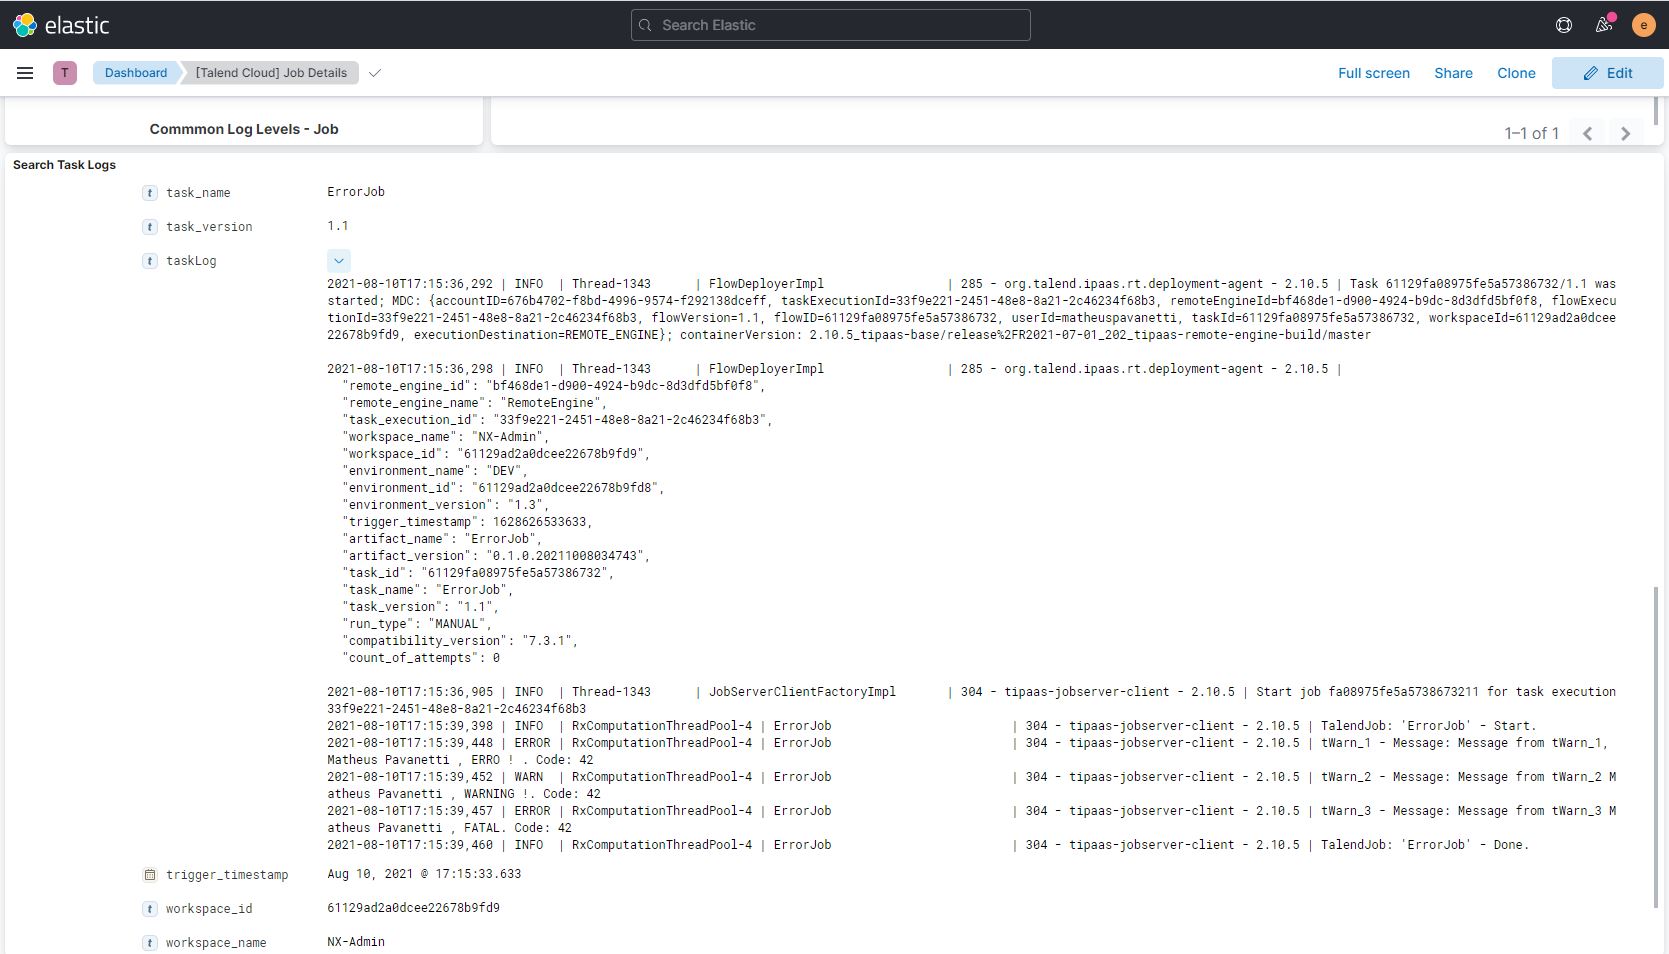 elastic
Search Elastic
e
T
Dashboard
[Talend Cloud] Job Details
Full screen
Share
Clone
Edit
Commmon Log Levels - Job
1–1 of 1
Search Task Logs
t task_name ErrorJob
t task_version 1.1
t taskLog
2021-08-10T17:15:36,292 | INFO | Thread-1343 | FlowDeployerImpl | 285 - org.talend.ipaas.rt.deployment-agent - 2.10.5 | Task 61129fa08975fe5a57386732/1.1 was
started; MDC: {accountID=676b4702-f8bd-4996-9574-f292138dceff, taskExecutionId=33f9e221-2451-48e8-8a21-2c46234f68b3, remoteEngineId=bf468de1-d900-4924-b9dc-8d3dfd5bf0f8, flowExecu
tionId=33f9e221-2451-48e8-8a21-2c46234f68b3, flowVersion=1.1, flowID=61129fa08975fe5a57386732, userId=matheuspavanetti, taskId=61129fa08975fe5a57386732, workspaceId=61129ad2a0dcee
22678b9fd9, executionDestination=REMOTE_ENGINE}; containerVersion: 2.10.5_tipaas-base/release%2FR2021-07-01_202_tipaas-remote-engine-build/master
2021-08-10T17:15:36,298 | INFO | Thread-1343 | FlowDeployerImpl | 285 - org.talend.ipaas.rt.deployment-agent - 2.10.5 |
"remote_engine_id": "bf468de1-d900-4924-b9dc-8d3dfd5bf0f8",
"remote_engine_name": "RemoteEngine",
"task_execution_id": "33f9e221-2451-48e8-8a21-2c46234f68b3",
"workspace_name": "NX-Admin",
"workspace_id": "61129ad2a0dcee22678b9fd9",
"environment_name": "DEV",
"environment_id": "61129ad2a0dcee22678b9fd8",
"environment_version": "1.3",
"trigger_timestamp": 1628626533633,
"artifact_name": "ErrorJob",
"artifact_version": "0.1.0.20211008034743",
"task_id": "61129fa08975fe5a57386732",
"task_name": "ErrorJob",
"task_version": "1.1",
"run_type": "MANUAL",
"compatibility_version": "7.3.1",
"count_of_attempts": 0
2021-08-10T17:15:36,905 | INFO | Thread-1343 | JobServerClientFactoryImpl | 304 - tipaas-jobserver-client - 2.10.5 | Start job fa08975fe5a5738673211 for task execution
33f9e221-2451-48e8-8a21-2c46234f68b3
2021-08-10T17:15:39,398 | INFO | RxComputationThreadPool-4 | ErrorJob | 304 - tipaas-jobserver-client - 2.10.5 | TalendJob: 'ErrorJob' - Start.
2021-08-10T17:15:39,448 | ERROR | RxComputationThreadPool-4 | ErrorJob | 304 - tipaas-jobserver-client - 2.10.5 | tWarn_1 - Message: Message from tWarn_1,
Matheus Pavanetti , ERRO ! . Code: 42
2021-08-10T17:15:39,452 | WARN | RxComputationThreadPool-4 | ErrorJob | 304 - tipaas-jobserver-client - 2.10.5 | tWarn_2 - Message: Message from tWarn_2 M
atheus Pavanetti , WARNING !. Code: 42
2021-08-10T17:15:39,457 | ERROR | RxComputationThreadPool-4 | ErrorJob | 304 - tipaas-jobserver-client - 2.10.5 | tWarn_3 - Message: Message from tWarn_3 M
atheus Pavanetti , FATAL. Code: 42
2021-08-10T17:15:39,460 | INFO | RxComputationThreadPool-4 | ErrorJob | 304 - tipaas-jobserver-client - 2.10.5 | TalendJob: 'ErrorJob' - Done.
trigger_timestamp Aug 10, 2021 @ 17:15:33.633
t workspace_id 61129ad2a0dcee22678b9fd9
t workspace_name NX-Admin